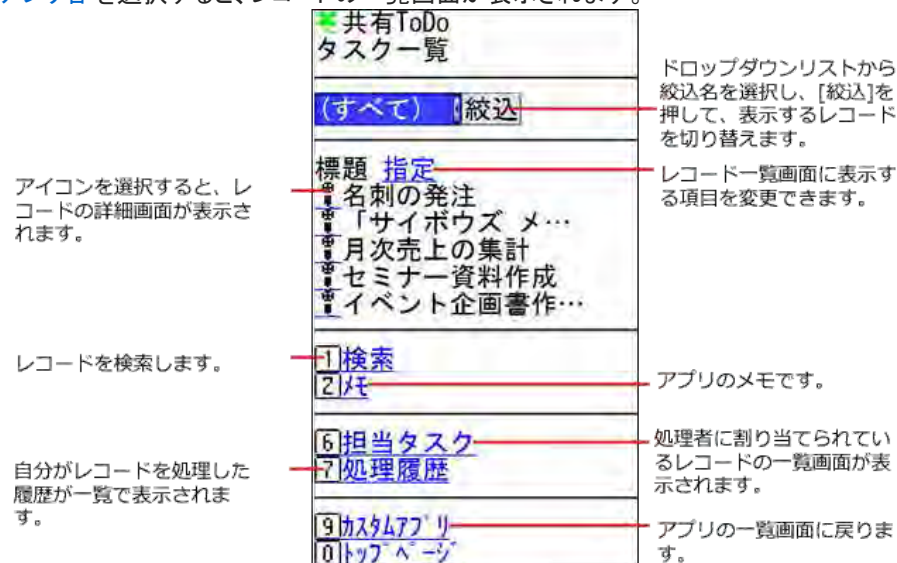 を選択すると、レコードの一覧画面が表示されます。
共有ToDo
タスク一覧
(すべて) 絞込
ドロップダウンリストから
絞込名を選択し、[絞込]を
押して、表示するレコード
を切り替えます。
標題 指定
レコード一覧画面に表示す
る項目を変更できます。
アイコンを選択すると、レ
コードの詳細画面が表示さ
れます。
名刺の発注
「サイボウズ メ…
月次売上の集計
セミナー資料作成
イベント企画書作…
レコードを検索します。
1検索
2メモ
アプリのメモです。
6担当タスク
7処理履歴
処理者に割り当てられてい
るレコードの一覧画面が表
示されます。
自分がレコードを処理した
履歴が一覧で表示されま
す。
9カスタムアプリ
0トップページ
アプリの一覧画面に戻りま
す。